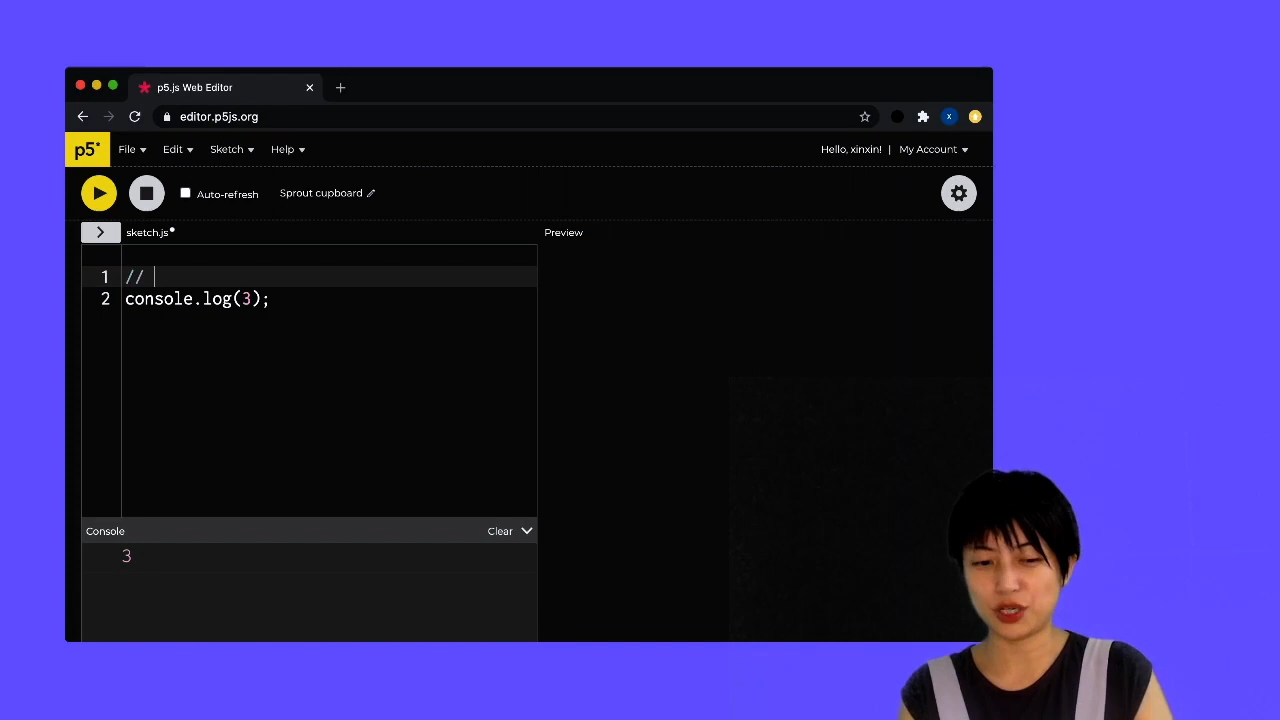 p5.js Web Editor
editor.p5js.org
X
p5* File Edit Sketch Help Hello, xinxin! | My Account
Auto-refresh Sprout cupboard
> sketch.js Preview
1 //
2 console.log(3);
Console Clear
3